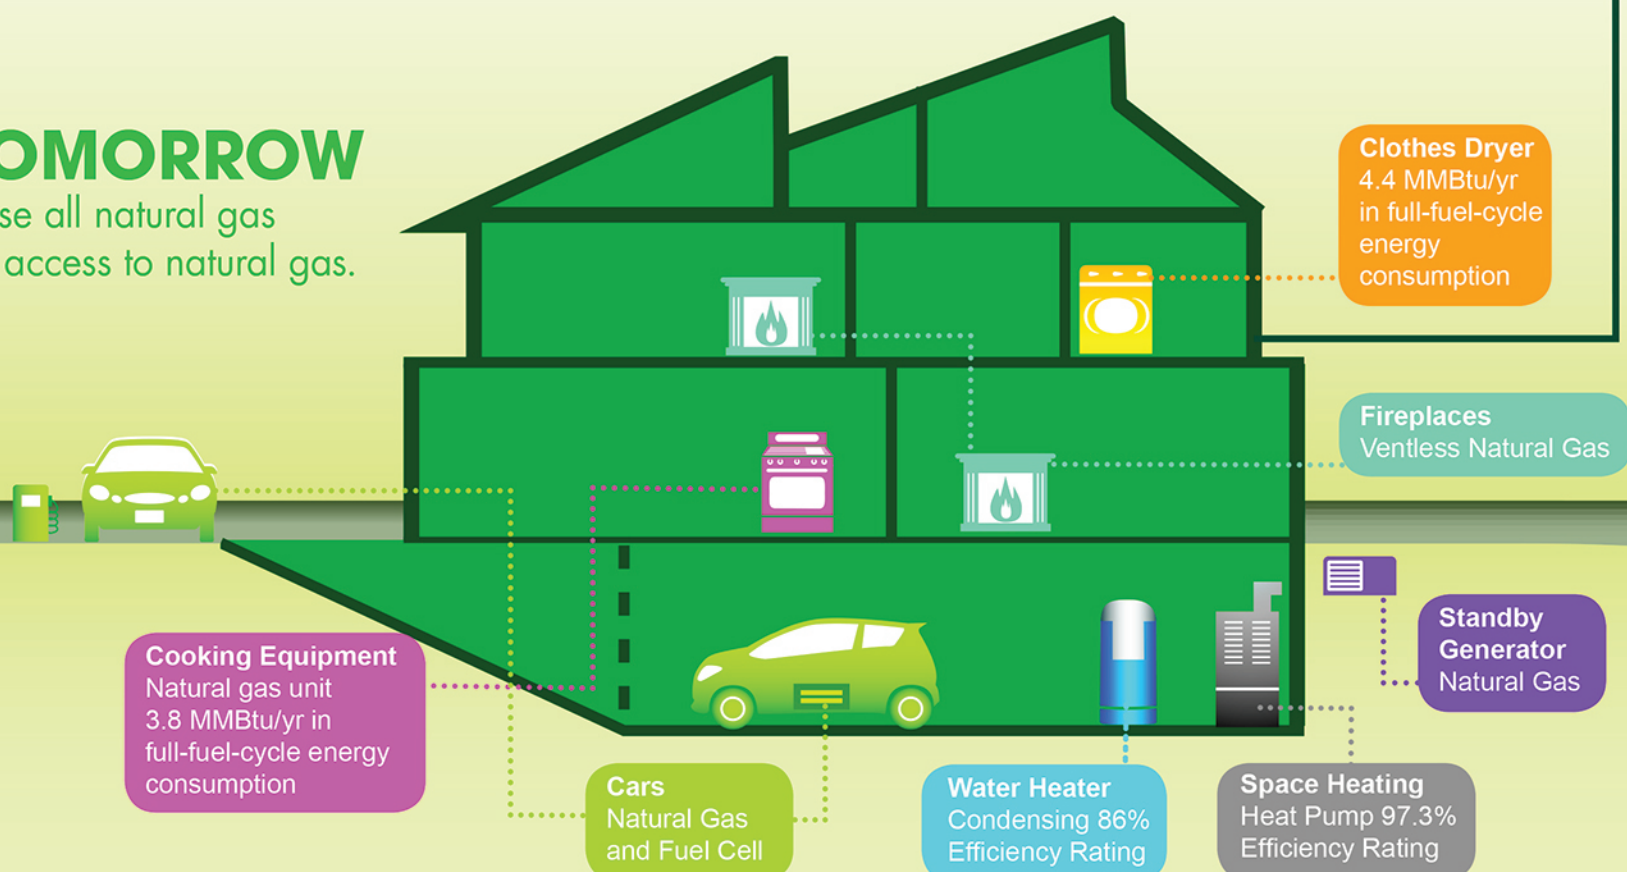 OMORROW
se all natural gas
access to natural gas.
Clothes Dryer
4.4 MMBtu/yr
in full-fuel-cycle
energy
consumption
Fireplaces
Ventless Natural Gas
Standby
Generator
Natural Gas
Cooking Equipment
Natural gas unit
3.8 MMBtu/yr in
full-fuel-cycle energy
consumption
Cars
Natural Gas
and Fuel Cell
Water Heater
Condensing 86%
Efficiency Rating
Space Heating
Heat Pump 97.3%
Efficiency Rating